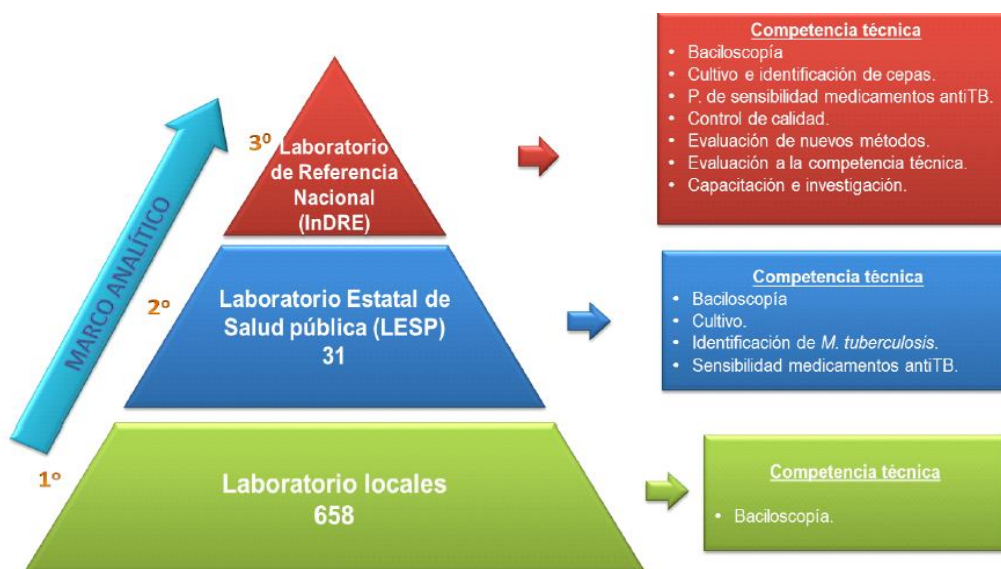 MARCO ANALÍTICO
3º
Laboratorio
de Referencia
Nacional
(InDRE)
Competencia técnica
• Baciloscopía
• Cultivo e identificación de cepas.
• P. de sensibilidad medicamentos antiTB.
• Control de calidad.
• Evaluación de nuevos métodos.
• Evaluación a la competencia técnica.
• Capacitación e investigación.
2º
Laboratorio Estatal de
Salud pública (LESP)
31
Competencia técnica
• Baciloscopía
• Cultivo.
• Identificación de M. tuberculosis.
• Sensibilidad medicamentos antiTB.
1º
Laboratorio locales
658
Competencia técnica
• Baciloscopía.